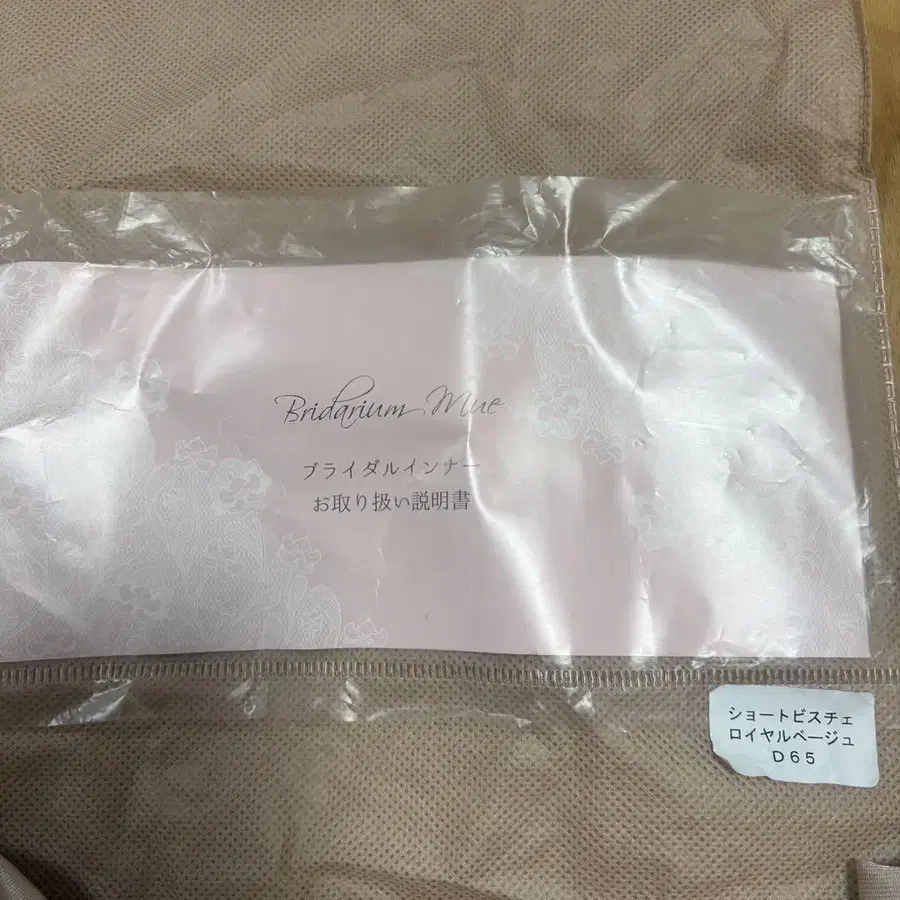 Bridarium Mue
ブライダルインナー
お取り扱い説明書
ショートビスチェ
ロイヤルベージュ
D65